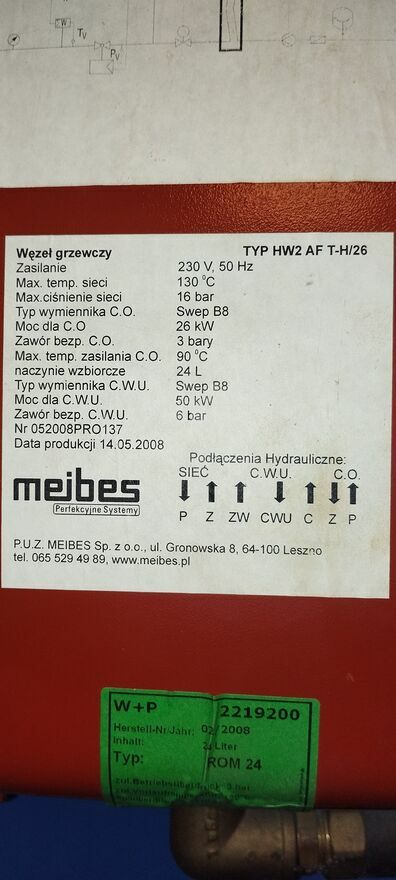 W
Tv
Pv
Węzeł grzewczy TYP HW2 AF T-H/26
Zasilanie 230 V, 50 Hz
Max. temp. sieci 130 °C
Max.ciśnienie sieci 16 bar
Typ wymiennika C.O. Swep B8
Moc dla C.O 26 kW
Zawór bezp. C.O. 3 bary
Max. temp. zasilania C.O. 90 °C
naczynie wzbiorcze 24 L
Typ wymiennika C.W.U. Swep B8
Moc dla C.W.U. 50 kW
Zawór bezp. C.W.U. 6 bar
Nr 052008PRO137
Data produkcji 14.05.2008
Podłączenia Hydrauliczne:
SIEĆ C.W.U. C.O.
P Z ZW CWU C Z P
meibes
Perfekcyjne Systemy
P.U.Z. MEIBES Sp. z o.o., ul. Gronowska 8, 64-100 Leszno
tel. 065 529 49 89, www.meibes.pl
W+P 2219200
Herstell-Nr/Jahr: 02/2008
Inhalt: 24 Liter
Typ: ROM 24